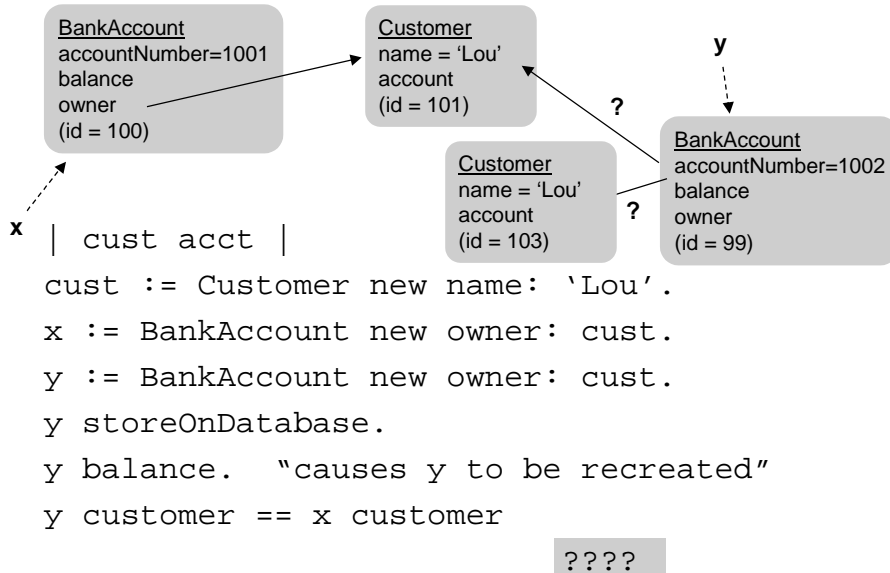 BankAccount
accountNumber=1001
balance
owner
(id = 100)
Customer
name = ‘Lou’
account
(id = 101)
y
?
BankAccount
accountNumber=1002
balance
owner
(id = 99)
Customer
name = ‘Lou’
account
(id = 103)
?
x
| cust acct |
cust := Customer new name: ‘Lou’.
x := BankAccount new owner: cust.
y := BankAccount new owner: cust.
y storeOnDatabase.
y balance. “causes y to be recreated”
y customer == x customer
????